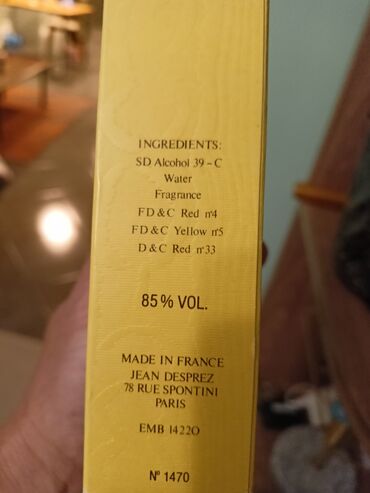 INGREDIENTS:
SD Alcohol 39-C
Water
Fragrance
FD&C Red nº4
FD&C Yellow nº5
D&C Red nº33
85% VOL.
MADE IN FRANCE
JEAN DESPREZ
78 RUE SPONTINI
PARIS
EMB 14220
Nº 1470